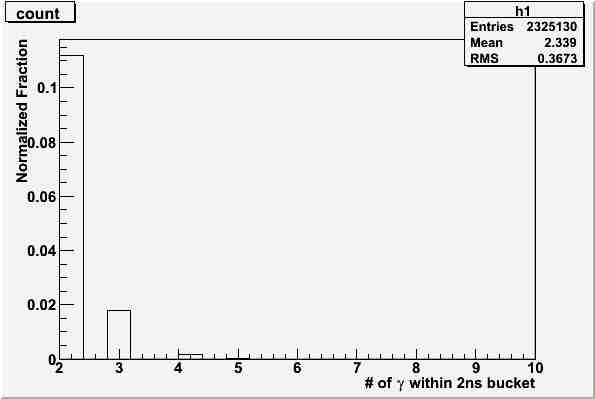 count
h1
Entries 2325130
Mean 2.339
RMS 0.3673
Normalized Fraction
0.1
0.08
0.06
0.04
0.02
0
2 3 4 5 6 7 8 9 10
# of γ within 2ns bucket